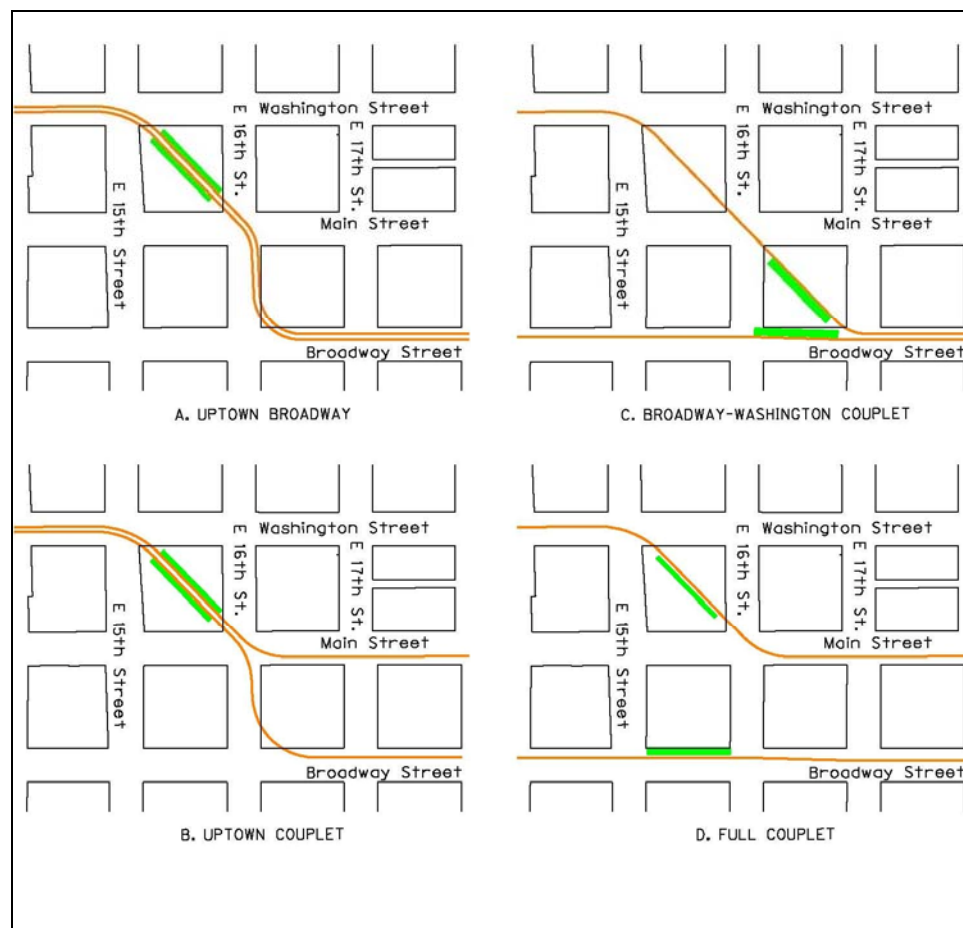 Washington Street
E 16th St.
E 17th St.
E 15th Street
Main Street
Broadway Street
A. UPTOWN BROADWAY
Washington Street
E 16th St.
E 17th St.
E 15th Street
Main Street
Broadway Street
C. BROADWAY-WASHINGTON COUPLET
Washington Street
E 16th St.
E 17th St.
E 15th Street
Main Street
Broadway Street
B. UPTOWN COUPLET
Washington Street
E 16th St.
E 17th St.
E 15th Street
Main Street
Broadway Street
D. FULL COUPLET